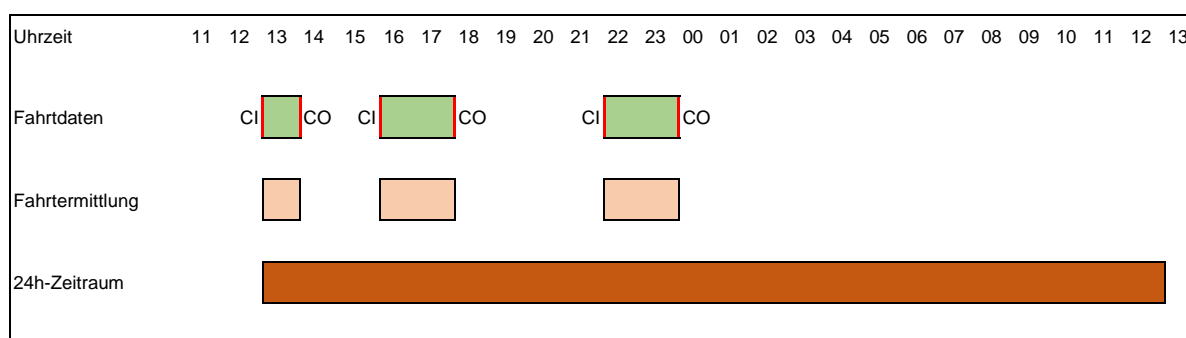 Uhrzeit 11 12 13 14 15 16 17 18 19 20 21 22 23 00 01 02 03 04 05 06 07 08 09 10 11 12 13
Fahrtdaten CI CO CI CO CI CO
Fahrtermittlung
24h-Zeitraum